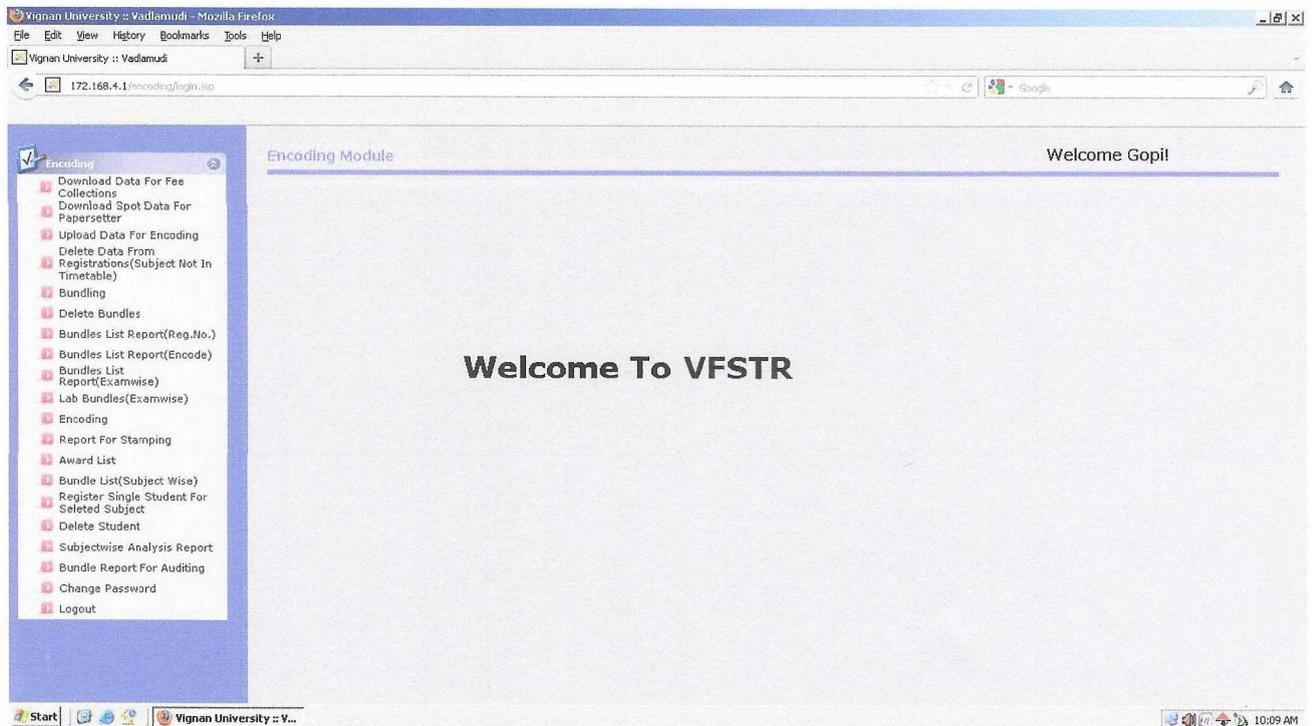 Vignan University :: Vadlamudi - Mozilla Firefox
File Edit View History Bookmarks Tools Help
Vignan University :: Vadlamudi
172.168.4.1/encoding/login.jsp
Google
Encoding
Encoding Module
Welcome Gopi!
Download Data For Fee
Collections
Download Spot Data For
Papersetter
Upload Data For Encoding
Delete Data From
Registrations(Subject Not In
Timetable)
Bundling
Delete Bundles
Bundles List Report(Reg.No.)
Bundles List Report(Encode)
Bundles List
Report(Examwise)
Lab Bundles(Examwise)
Encoding
Report For Stamping
Award List
Bundle List(Subject Wise)
Register Single Student For
Seleted Subject
Delete Student
Subjectwise Analysis Report
Bundle Report For Auditing
Change Password
Logout
Welcome To VFSTR
Start
Vignan University :: V...
10:09 AM